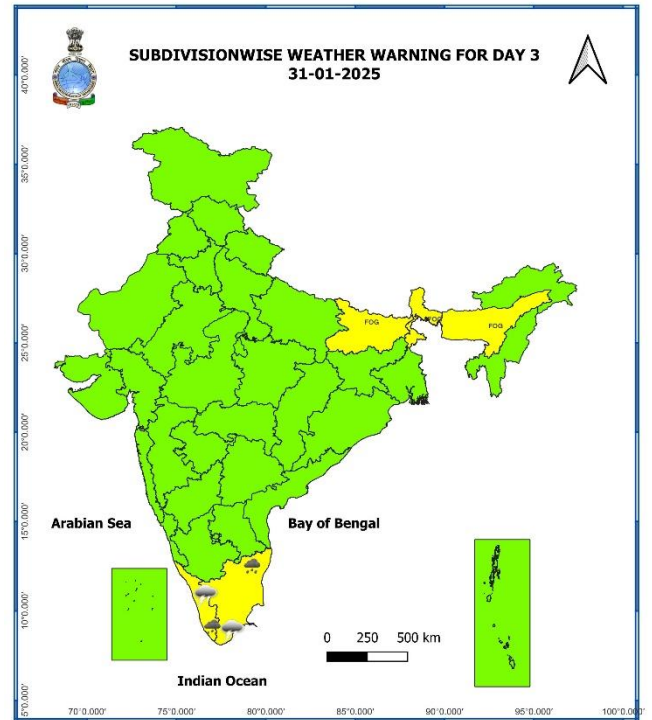 SUBDIVISIONWISE WEATHER WARNING FOR DAY 3
31-01-2025
40°0.000'
35°0.000'
30°0.000'
25°0.000'
20°0.000'
15°0.000'
10°0.000'
5°0.000'
FOG
FOG
FOG
Arabian Sea
Bay of Bengal
0 250 500 km
Indian Ocean
70°0.000' 75°0.000' 80°0.000' 85°0.000' 90°0.000' 95°0.000' 100°0.000'